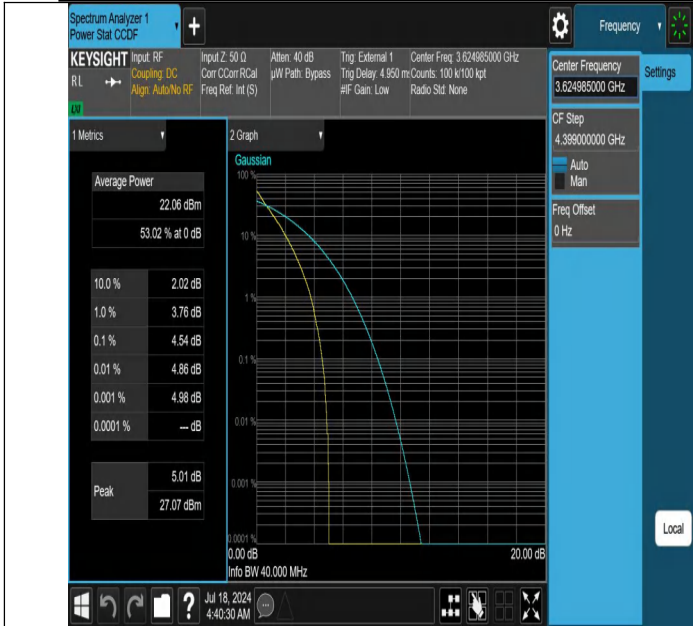 Spectrum Analyzer 1
Power Stat CCDF
+
Frequency
KEYSIGHT
RL
LXI
Input: RF
Coupling: DC
Align: Auto/No RF
Input Z: 50 Ω
Corr CCorr RCal
Freq Ref: Int (S)
Atten: 40 dB
µW Path: Bypass
Trig: External 1
Trig Delay: 4.950 ms
#IF Gain: Low
Center Freq: 3.624985000 GHz
Counts: 100 k/100 kpt
Radio Std: None
Center Frequency
3.624985000 GHz
Settings
CF Step
4.399000000 GHz
Auto
Man
Freq Offset
0 Hz
1 Metrics
Average Power
22.06 dBm
53.02 % at 0 dB
10.0 % 2.02 dB
1.0 % 3.76 dB
0.1 % 4.54 dB
0.01 % 4.86 dB
0.001 % 4.98 dB
0.0001 % --- dB
Peak
5.01 dB
27.07 dBm
2 Graph
Gaussian
100 %
10 %
1 %
0.1 %
0.01 %
0.001 %
0.0001 %
0.00 dB 20.00 dB
Info BW 40.000 MHz
Local
?
Jul 18, 2024
4:40:30 AM